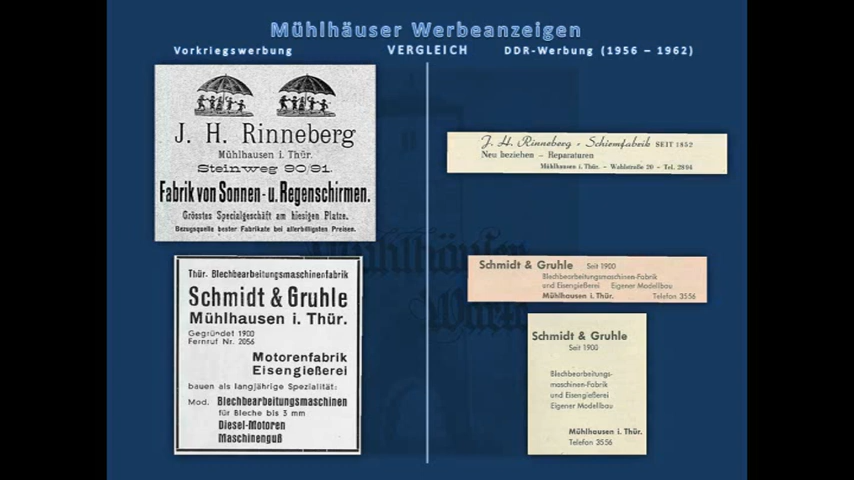 Mühlhäuser Werbeanzeigen
Vorkriegswerbung VERGLEICH DDR-Werbung (1956 – 1962)
J. H. Rinneberg
Mühlhausen i. Thür.
Steinweg 90/91.
Fabrik von Sonnen- u. Regenschirmen.
Grösstes Specialgeschäft am hiesigen Platze.
Bezugsquelle bester Fabrikate bei allerbilligsten Preisen.
Thür. Blechbearbeitungsmaschinenfabrik
Schmidt & Gruhle
Mühlhausen i. Thür.
Gegründet 1900
Fernruf Nr. 2056
Motorenfabrik
Eisengießerei
bauen als langjährige Spezialität:
Mod. Blechbearbeitungsmaschinen
für Bleche bis 3 mm
Diesel-Motoren
Maschinenguß
J. H. Rinneberg - Schirmfabrik SEIT 1852
Neu beziehen – Reparaturen
Mühlhausen i. Thür. - Wahlstraße 20 - Tel. 2894
Schmidt & Gruhle Seit 1900
Blechbearbeitungsmaschinen-Fabrik
und Eisengießerei Eigener Modellbau
Mühlhausen i. Thür. Telefon 3556
Schmidt & Gruhle
Seit 1900
Blechbearbeitungs-
maschinen-Fabrik
und Eisengießerei
Eigener Modellbau
Mühlhausen i. Thür.
Telefon 3556
Mühlhäuser